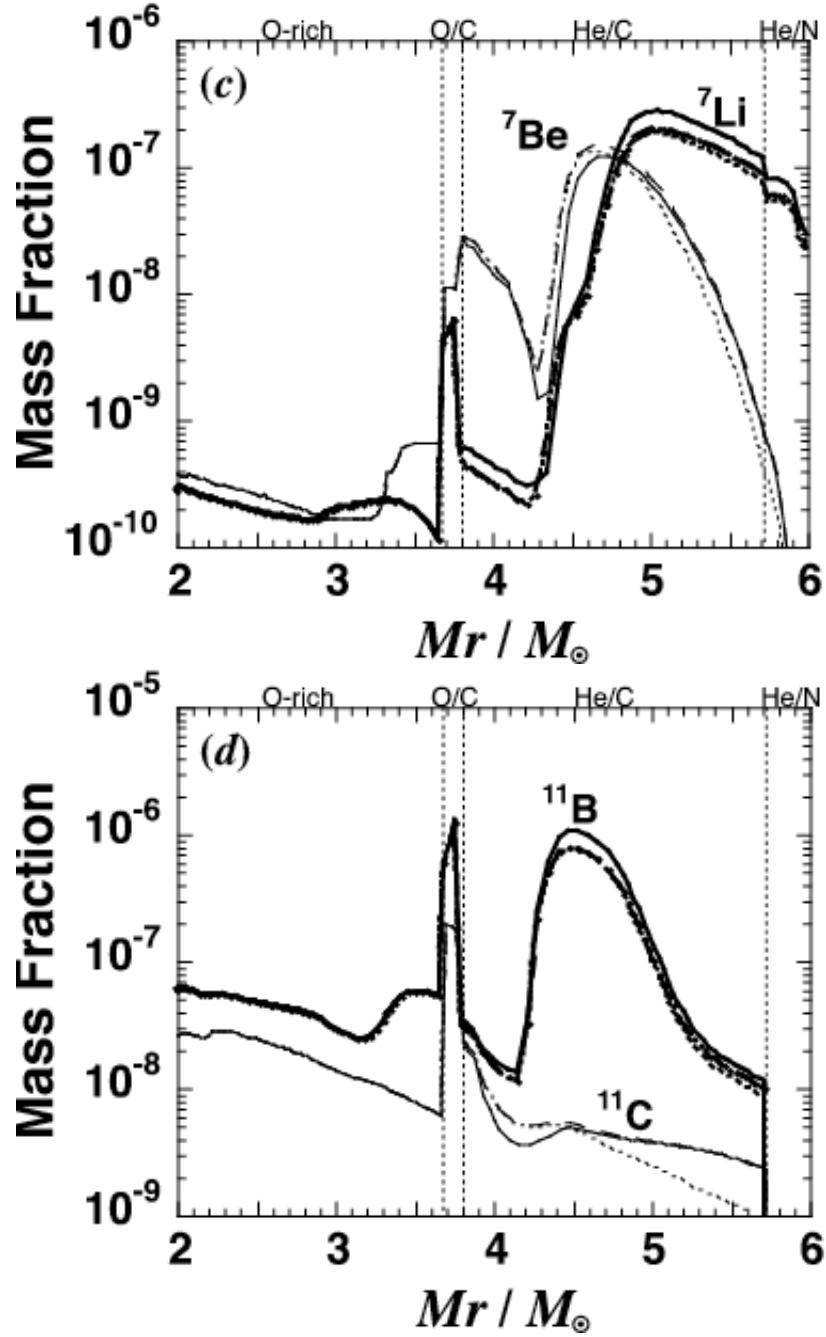 O-rich O/C He/C He/N
10⁻⁶
(c)
⁷Be ⁷Li
10⁻⁷
10⁻⁸
10⁻⁹
10⁻¹⁰
Mass Fraction
2 3 4 5 6
Mr / M☉
O-rich O/C He/C He/N
10⁻⁵
(d)
¹¹B
10⁻⁶
10⁻⁷
10⁻⁸
¹¹C
10⁻⁹
Mass Fraction
2 3 4 5 6
Mr / M☉